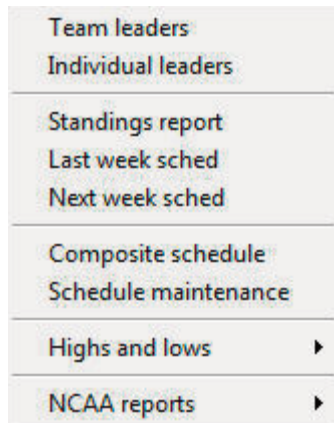 Team leaders
Individual leaders
Standings report
Last week sched
Next week sched
Composite schedule
Schedule maintenance
Highs and lows
NCAA reports